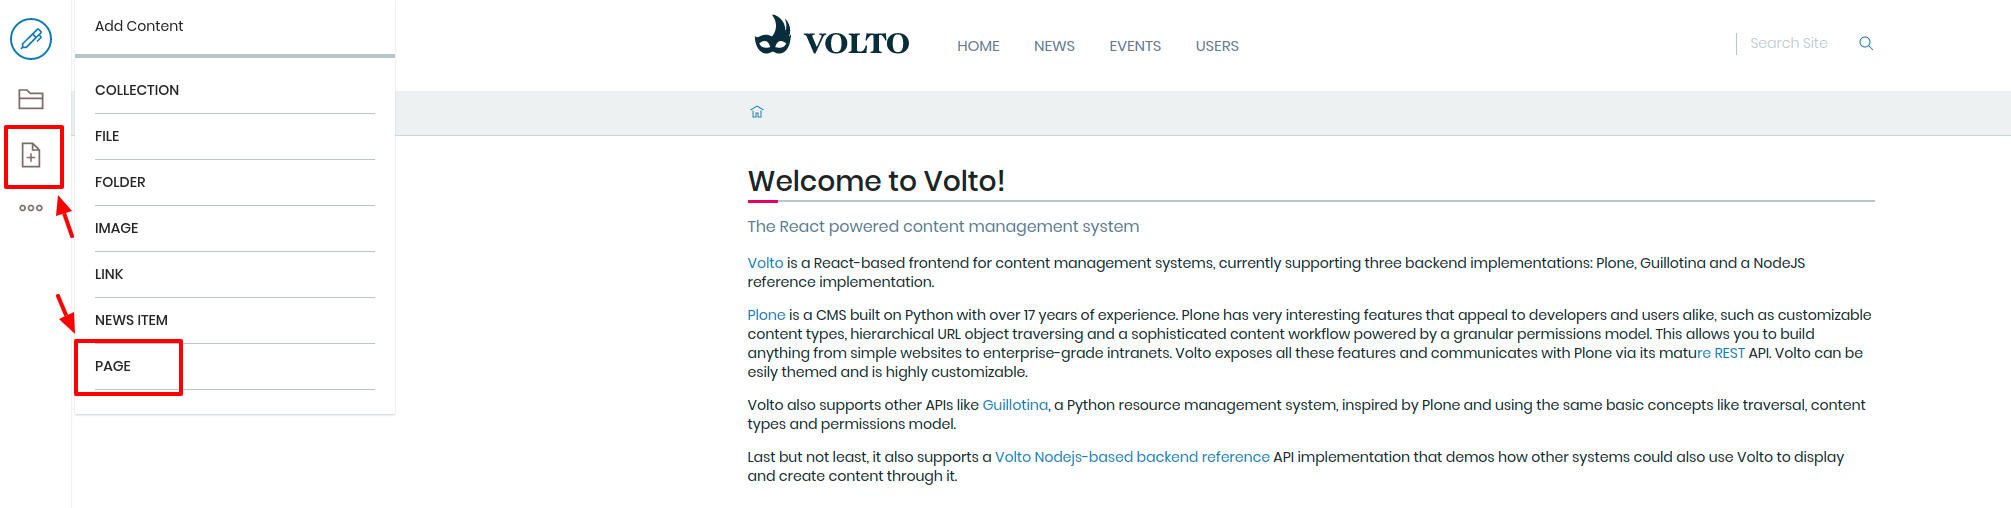 Add Content
COLLECTION
FILE
FOLDER
IMAGE
LINK
NEWS ITEM
PAGE
VOLTO
HOME NEWS EVENTS USERS
Search Site
Welcome to Volto!
The React powered content management system
Volto is a React-based frontend for content management systems, currently supporting three backend implementations: Plone, Guillotina and a NodeJS
reference implementation.
Plone is a CMS built on Python with over 17 years of experience. Plone has very interesting features that appeal to developers and users alike, such as customizable
content types, hierarchical URL object traversing and a sophisticated content workflow powered by a granular permissions model. This allows you to build
anything from simple websites to enterprise-grade intranets. Volto exposes all these features and communicates with Plone via its mature REST API. Volto can be
esily themed and is highly customizable.
Volto also supports other APIs like Guillotina, a Python resource management system, inspired by Plone and using the same basic concepts like traversal, content
types and permissions model.
Last but not least, it also supports a Volto Nodejs-based backend reference API implementation that demos how other systems could also use Volto to display
and create content through it.